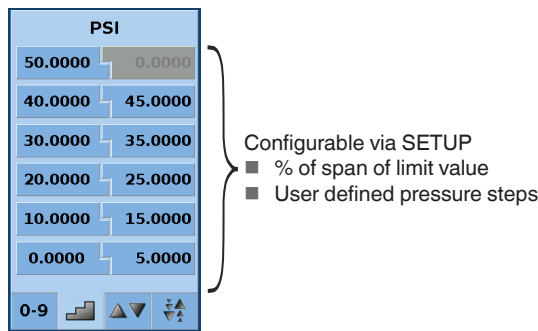 PSI
50.0000 0.0000
40.0000 45.0000
30.0000 35.0000
20.0000 25.0000
10.0000 15.0000
0.0000 5.0000
0-9
Configurable via SETUP
■ % of span of limit value
■ User defined pressure steps